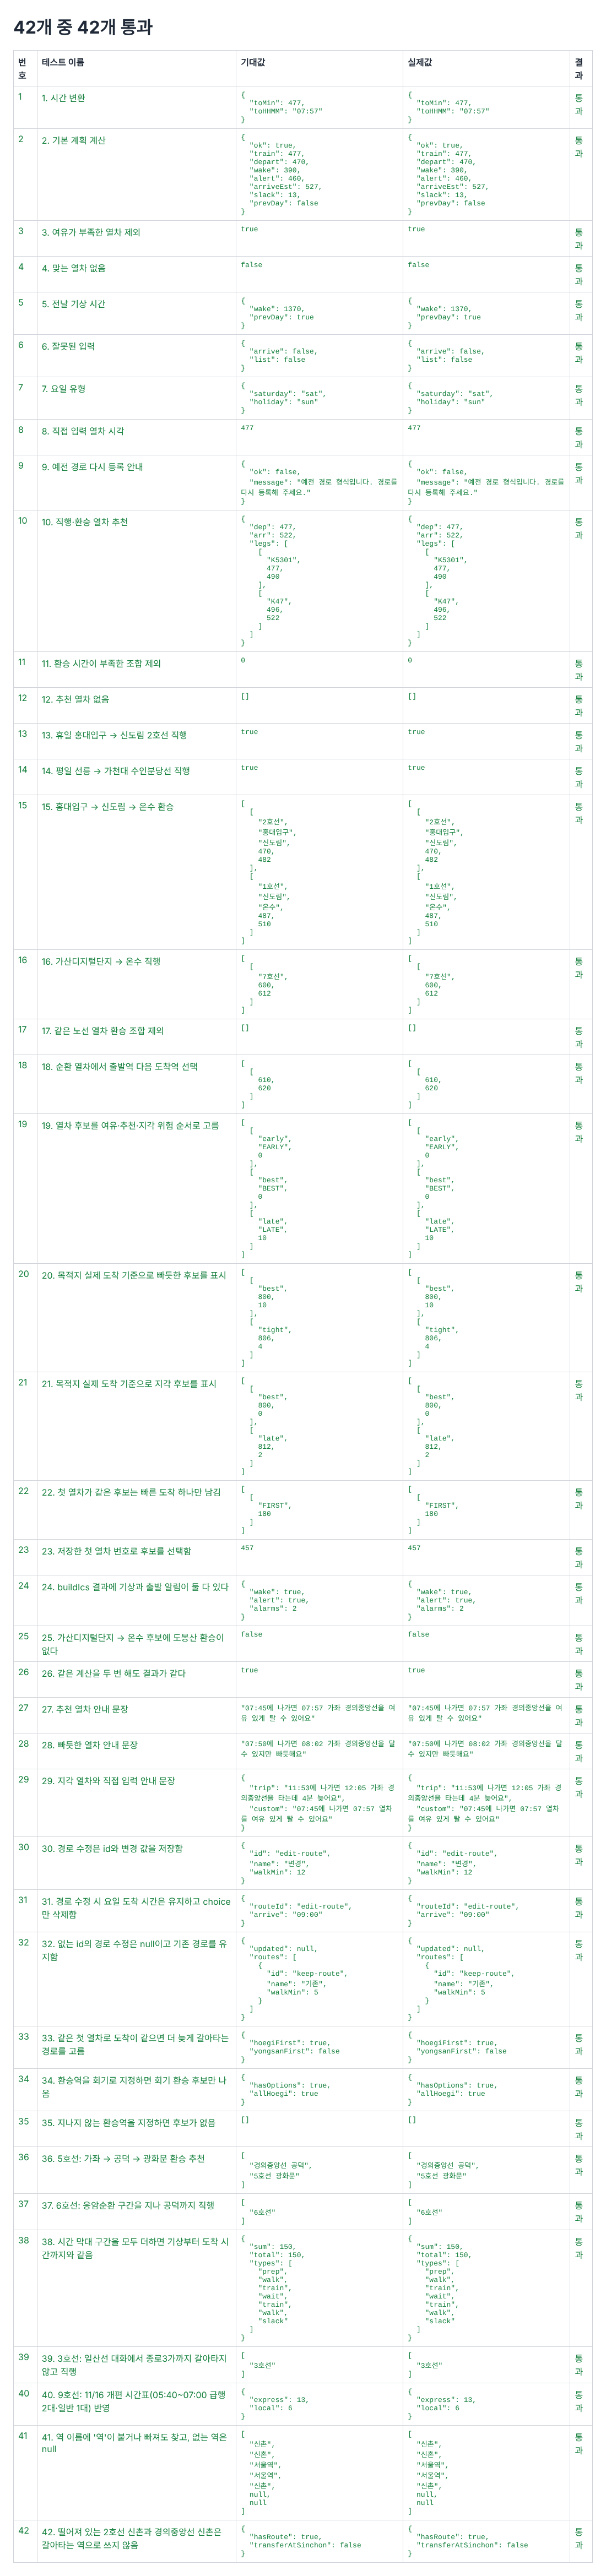 42개 중 42개 통과
번
호
테스트 이름
기대값
실제값
결
과
1
1. 시간 변환
{
"toMin": 477,
"toHHMM": "07:57"
}
{
"toMin": 477,
"toHHMM": "07:57"
}
통
과
2
2. 기본 계획 계산
{
"ok": true,
"train": 477,
"depart": 470,
"wake": 390,
"alert": 460,
"arriveEst": 527,
"slack": 13,
"prevDay": false
}
{
"ok": true,
"train": 477,
"depart": 470,
"wake": 390,
"alert": 460,
"arriveEst": 527,
"slack": 13,
"prevDay": false
}
통
과
3
3. 여유가 부족한 열차 제외
true
true
통
과
4
4. 맞는 열차 없음
false
false
통
과
5
5. 전날 기상 시간
{
"wake": 1370,
"prevDay": true
}
{
"wake": 1370,
"prevDay": true
}
통
과
6
6. 잘못된 입력
{
"arrive": false,
"list": false
}
{
"arrive": false,
"list": false
}
통
과
7
7. 요일 유형
{
"saturday": "sat",
"holiday": "sun"
}
{
"saturday": "sat",
"holiday": "sun"
}
통
과
8
8. 직접 입력 열차 시각
477
477
통
과
9
9. 예전 경로 다시 등록 안내
{
"ok": false,
"message": "예전 경로 형식입니다. 경로를
다시 등록해 주세요."
}
{
"ok": false,
"message": "예전 경로 형식입니다. 경로를
다시 등록해 주세요."
}
통
과
10
10. 직행·환승 열차 추천
{
"dep": 477,
"arr": 522,
"legs": [
[
"K5301",
477,
490
],
[
"K47",
496,
522
]
]
}
{
"dep": 477,
"arr": 522,
"legs": [
[
"K5301",
477,
490
],
[
"K47",
496,
522
]
]
}
통
과
11
11. 환승 시간이 부족한 조합 제외
0
0
통
과
12
12. 추천 열차 없음
[]
[]
통
과
13
13. 휴일 홍대입구 → 신도림 2호선 직행
true
true
통
과
14
14. 평일 선릉 → 가천대 수인분당선 직행
true
true
통
과
15
15. 홍대입구 → 신도림 → 온수 환승
[
[
"2호선",
"홍대입구",
"신도림",
470,
482
],
[
"1호선",
"신도림",
"온수",
487,
510
]
]
[
[
"2호선",
"홍대입구",
"신도림",
470,
482
],
[
"1호선",
"신도림",
"온수",
487,
510
]
]
통
과
16
16. 가산디지털단지 → 온수 직행
[
[
"7호선",
600,
612
]
]
[
[
"7호선",
600,
612
]
]
통
과
17
17. 같은 노선 열차 환승 조합 제외
[]
[]
통
과
18
18. 순환 열차에서 출발역 다음 도착역 선택
[
[
610,
620
]
]
[
[
610,
620
]
]
통
과
19
19. 열차 후보를 여유·추천·지각 위험 순서로 고름
[
[
"early",
"EARLY",
0
],
[
"best",
"BEST",
0
],
[
"late",
"LATE",
10
]
]
[
[
"early",
"EARLY",
0
],
[
"best",
"BEST",
0
],
[
"late",
"LATE",
10
]
]
통
과
20
20. 목적지 실제 도착 기준으로 빠듯한 후보를 표시
[
[
"best",
800,
10
],
[
"tight",
806,
4
]
]
[
[
"best",
800,
10
],
[
"tight",
806,
4
]
]
통
과
21
21. 목적지 실제 도착 기준으로 지각 후보를 표시
[
[
"best",
800,
0
],
[
"late",
812,
2
]
]
[
[
"best",
800,
0
],
[
"late",
812,
2
]
]
통
과
22
22. 첫 열차가 같은 후보는 빠른 도착 하나만 남김
[
[
"FIRST",
180
]
]
[
[
"FIRST",
180
]
]
통
과
23
23. 저장한 첫 열차 번호로 후보를 선택함
457
457
통
과
24
24. buildIcs 결과에 기상과 출발 알림이 둘 다 있다
{
"wake": true,
"alert": true,
"alarms": 2
}
{
"wake": true,
"alert": true,
"alarms": 2
}
통
과
25
25. 가산디지털단지 → 온수 후보에 도봉산 환승이
없다
false
false
통
과
26
26. 같은 계산을 두 번 해도 결과가 같다
true
true
통
과
27
27. 추천 열차 안내 문장
"07:45에 나가면 07:57 가좌 경의중앙선을 여
유 있게 탈 수 있어요"
"07:45에 나가면 07:57 가좌 경의중앙선을 여
유 있게 탈 수 있어요"
통
과
28
28. 빠듯한 열차 안내 문장
"07:50에 나가면 08:02 가좌 경의중앙선을 탈
수 있지만 빠듯해요"
"07:50에 나가면 08:02 가좌 경의중앙선을 탈
수 있지만 빠듯해요"
통
과
29
29. 지각 열차와 직접 입력 안내 문장
{
"trip": "11:53에 나가면 12:05 가좌 경
의중앙선을 타는데 4분 늦어요",
"custom": "07:45에 나가면 07:57 열차
를 여유 있게 탈 수 있어요"
}
{
"trip": "11:53에 나가면 12:05 가좌 경
의중앙선을 타는데 4분 늦어요",
"custom": "07:45에 나가면 07:57 열차
를 여유 있게 탈 수 있어요"
}
통
과
30
30. 경로 수정은 id와 변경 값을 저장함
{
"id": "edit-route",
"name": "변경",
"walkMin": 12
}
{
"id": "edit-route",
"name": "변경",
"walkMin": 12
}
통
과
31
31. 경로 수정 시 요일 도착 시간은 유지하고 choice
만 삭제함
{
"routeId": "edit-route",
"arrive": "09:00"
}
{
"routeId": "edit-route",
"arrive": "09:00"
}
통
과
32
32. 없는 id의 경로 수정은 null이고 기존 경로를 유
지함
{
"updated": null,
"routes": [
{
"id": "keep-route",
"name": "기존",
"walkMin": 5
}
]
}
{
"updated": null,
"routes": [
{
"id": "keep-route",
"name": "기존",
"walkMin": 5
}
]
}
통
과
33
33. 같은 첫 열차로 도착이 같으면 더 늦게 갈아타는
경로를 고름
{
"hoegiFirst": true,
"yongsanFirst": false
}
{
"hoegiFirst": true,
"yongsanFirst": false
}
통
과
34
34. 환승역을 회기로 지정하면 회기 환승 후보만 나
옴
{
"hasOptions": true,
"allHoegi": true
}
{
"hasOptions": true,
"allHoegi": true
}
통
과
35
35. 지나지 않는 환승역을 지정하면 후보가 없음
[]
[]
통
과
36
36. 5호선: 가좌 → 공덕 → 광화문 환승 추천
[
"경의중앙선 공덕",
"5호선 광화문"
]
[
"경의중앙선 공덕",
"5호선 광화문"
]
통
과
37
37. 6호선: 응암순환 구간을 지나 공덕까지 직행
[
"6호선"
]
[
"6호선"
]
통
과
38
38. 시간 막대 구간을 모두 더하면 기상부터 도착 시
간까지와 같음
{
"sum": 150,
"total": 150,
"types": [
"prep",
"walk",
"train",
"wait",
"train",
"walk",
"slack"
]
}
{
"sum": 150,
"total": 150,
"types": [
"prep",
"walk",
"train",
"wait",
"train",
"walk",
"slack"
]
}
통
과
39
39. 3호선: 일산선 대화에서 종로3가까지 갈아타지
않고 직행
[
"3호선"
]
[
"3호선"
]
통
과
40
40. 9호선: 11/16 개편 시간표(05:40~07:00 급행
2대·일반 1대) 반영
{
"express": 13,
"local": 6
}
{
"express": 13,
"local": 6
}
통
과
41
41. 역 이름에 '역'이 붙거나 빠져도 찾고, 없는 역은
null
[
"신촌",
"신촌",
"서울역",
"서울역",
"신촌",
null,
null
]
[
"신촌",
"신촌",
"서울역",
"서울역",
"신촌",
null,
null
]
통
과
42
42. 떨어져 있는 2호선 신촌과 경의중앙선 신촌은
갈아타는 역으로 쓰지 않음
{
"hasRoute": true,
"transferAtSinchon": false
}
{
"hasRoute": true,
"transferAtSinchon": false
}
통
과